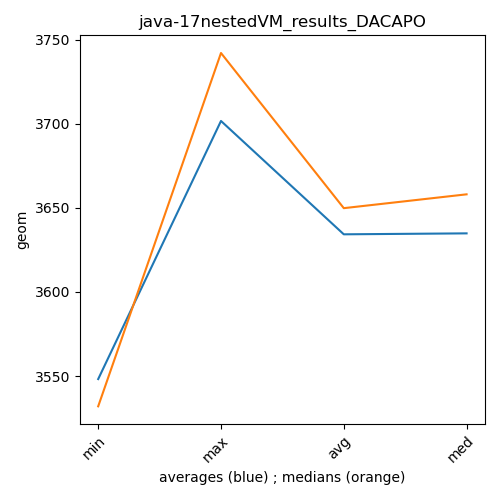 java-17nestedVM_results_DACAPO
3750
3700
3650
3600
3550
geom
min
max
avg
med
averages (blue) ; medians (orange)